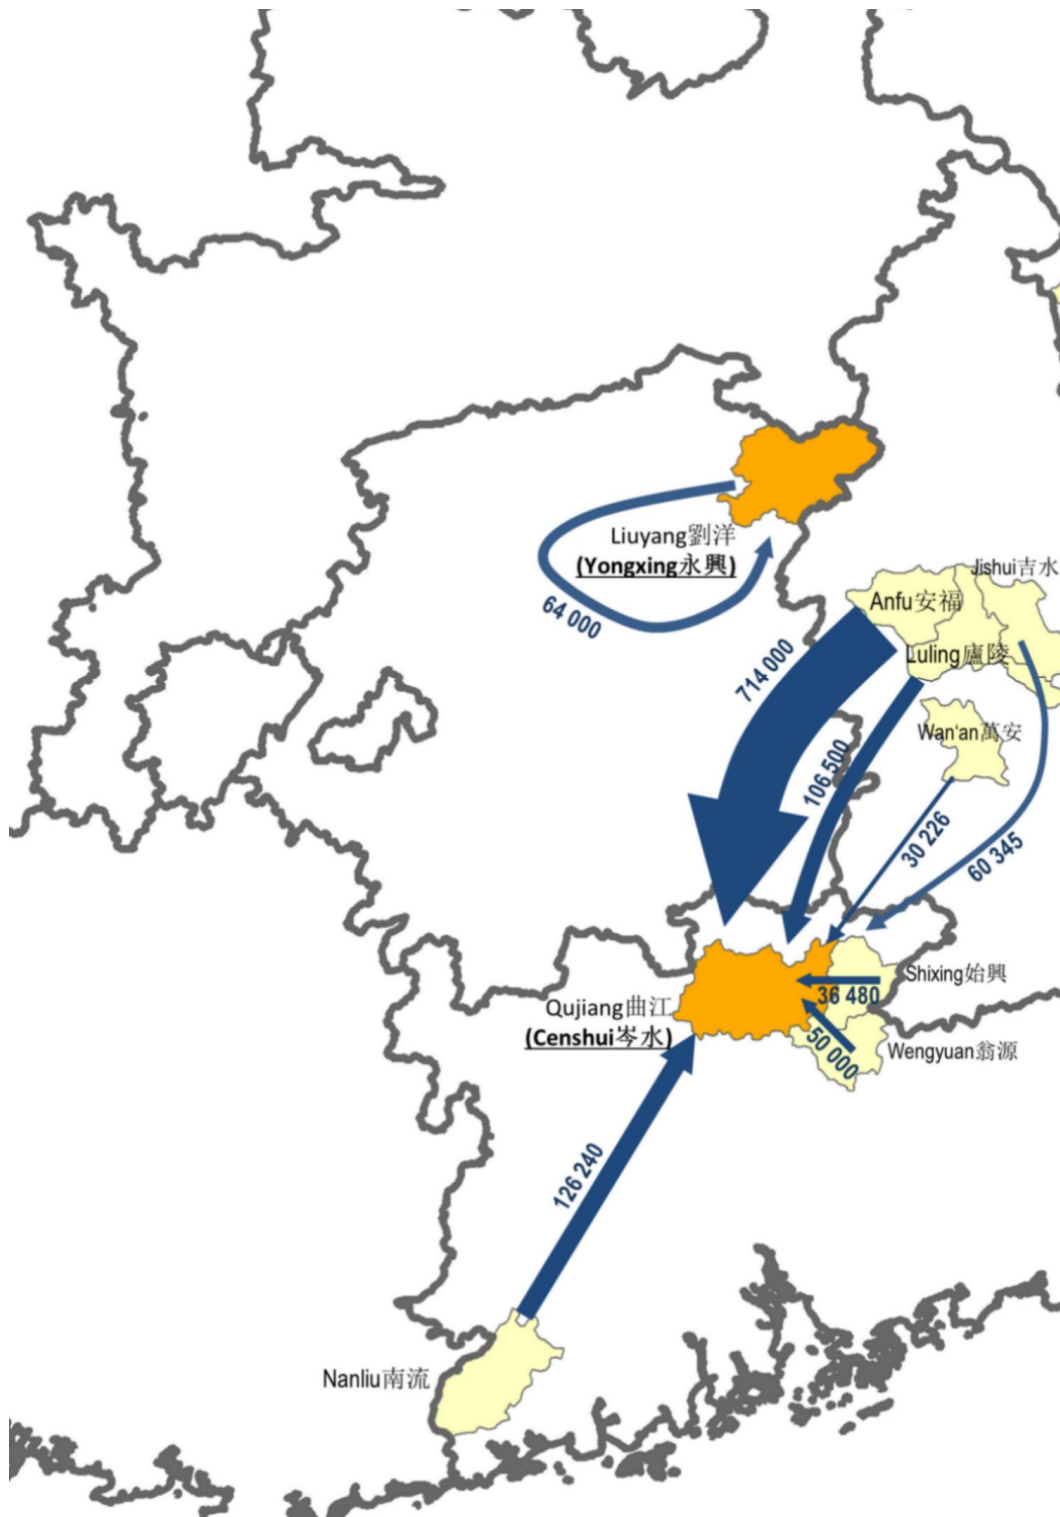 Liuyang劉洋
(Yongxing永興)
64 000
Jishui吉水
Anfu安福
Luling廬陵
714 000
Wan'an萬安
106 500
30 226
60 345
Shixing始興
36 480
Qujiang曲江
(Censhui岑水)
50 000
Wengyuan翁源
126 240
Nanliu南流